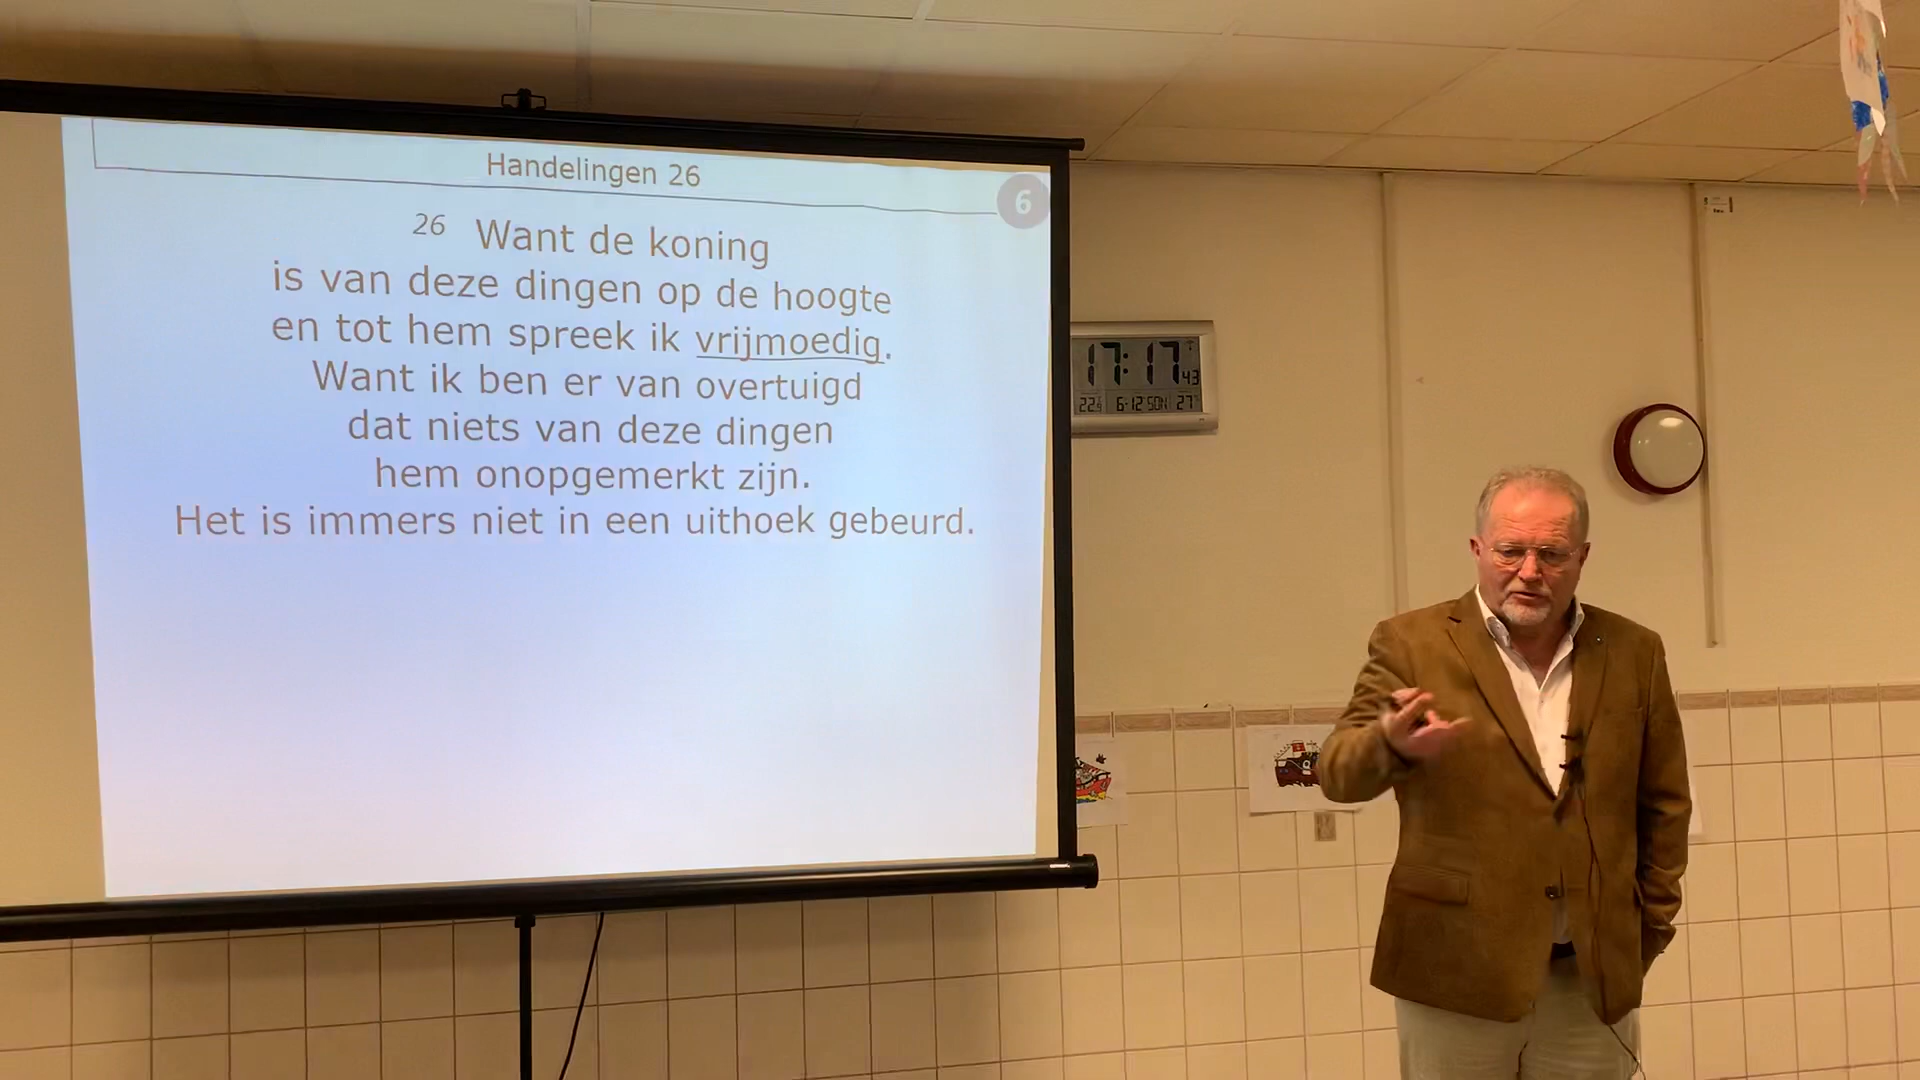 Handelingen 26
6
26 Want de koning
is van deze dingen op de hoogte
en tot hem spreek ik vrijmoedig.
Want ik ben er van overtuigd
dat niets van deze dingen
hem onopgemerkt zijn.
Het is immers niet in een uithoek gebeurd.
17:17 43
6-12 SON 27